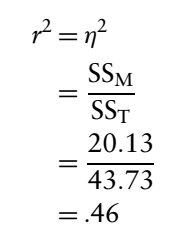 r² = η²
= SS_M / SS_T
= 20.13 / 43.73
= .46